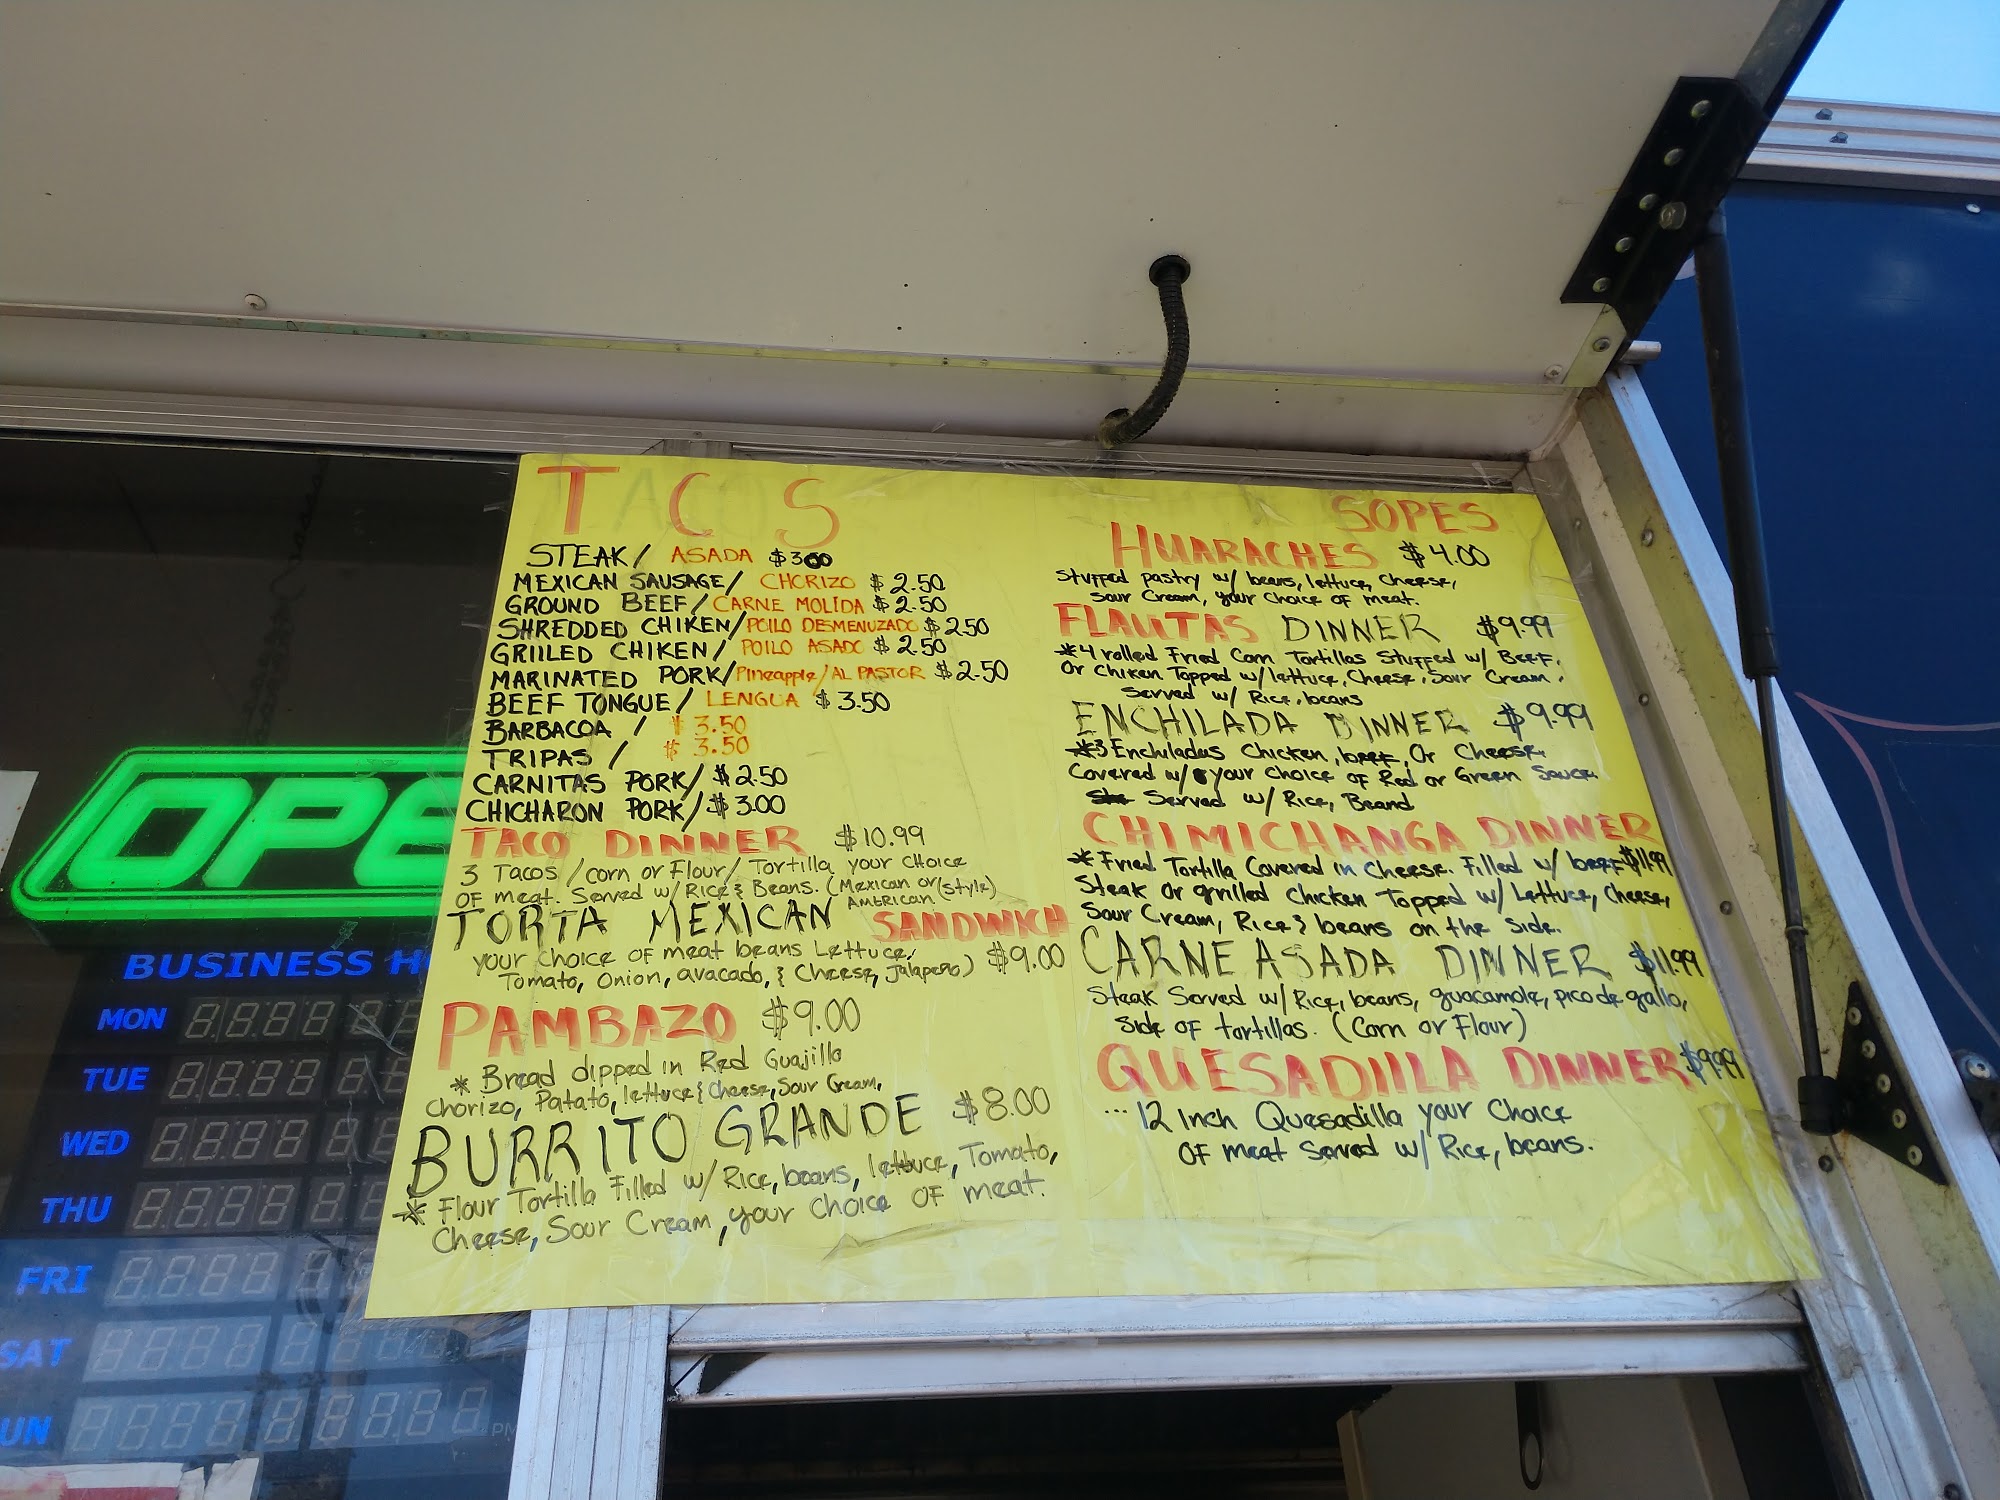 TACOS
STEAK/ ASADA $3.00
MEXICAN SAUSAGE/ CHORIZO $2.50
GROUND BEEF/ CARNE MOLIDA $2.50
SHREDDED CHIKEN/ POLLO DESMENUZADO $2.50
GRILLED CHIKEN/ POLLO ASADO $2.50
MARINATED PORK/Pineapple/AL PASTOR $2.50
BEEF TONGUE/ LENGUA $3.50
BARBACOA / $3.50
TRIPAS / $3.50
CARNITAS PORK/ $2.50
CHICHARON PORK/ $3.00
TACO DINNER $10.99
3 Tacos /corn or Flour/ Tortilla your CHoice
OF meat. Served w/ Rice & Beans. (Mexican or (style)
AmERican
TORTA MEXICAN SANDWICH
your choice of meat beans Lettuce, $9.00
Tomato, Onion, avacado, & Cheese, jalapeño)
PAMBAZO $9.00
* Bread dipped in Red Guajillo
Chorizo, Patato, lettuce & Cheese, Sour Cream,
BURRITO GRANDE $8.00
* Flour Tortilla Filled w/ Rice, beans, lettuce, Tomato,
Cheese, Sour Cream, your choice OF meat.
SOPES
HUARACHES $4.00
Stuffed pastry w/ beans, lettuce, Cheese,
Sour Cream, your Choice of meat.
FLAUTAS DINNER $9.99
*4 rolled Fried Corn Tortillas Stuffed w/ BEEF,
Or Chiken Topped w/ lettuce, Cheese, Sour Cream,
Served w/ Rice, beans
ENCHILADA DINNER $9.99
*3 Enchiladas Chicken, beef, Or Cheese
Covered w/ your Choice of Red or Green Sauce
Served w/ Rice, Beand
CHIMICHANGA DINNER
* Fried Tortilla Covered in Cheese. Filled w/ beef $11.99
Steak Or grilled Chicken Topped w/ Lettuce, Cheese,
Sour Cream, Rice & beans on the Side.
CARNE ASADA DINNER $11.99
Steak Served w/ Rice, beans, guacamole, pico de gallo,
Side of tortillas. (Corn or Flour)
QUESADILLA DINNER $9.99
... 12 Inch Quesadilla your Choice
OF meat Served w/ Rice, beans.
OPE
BUSINESS H
MON
TUE
WED
THU
FRI
SAT
UN PM